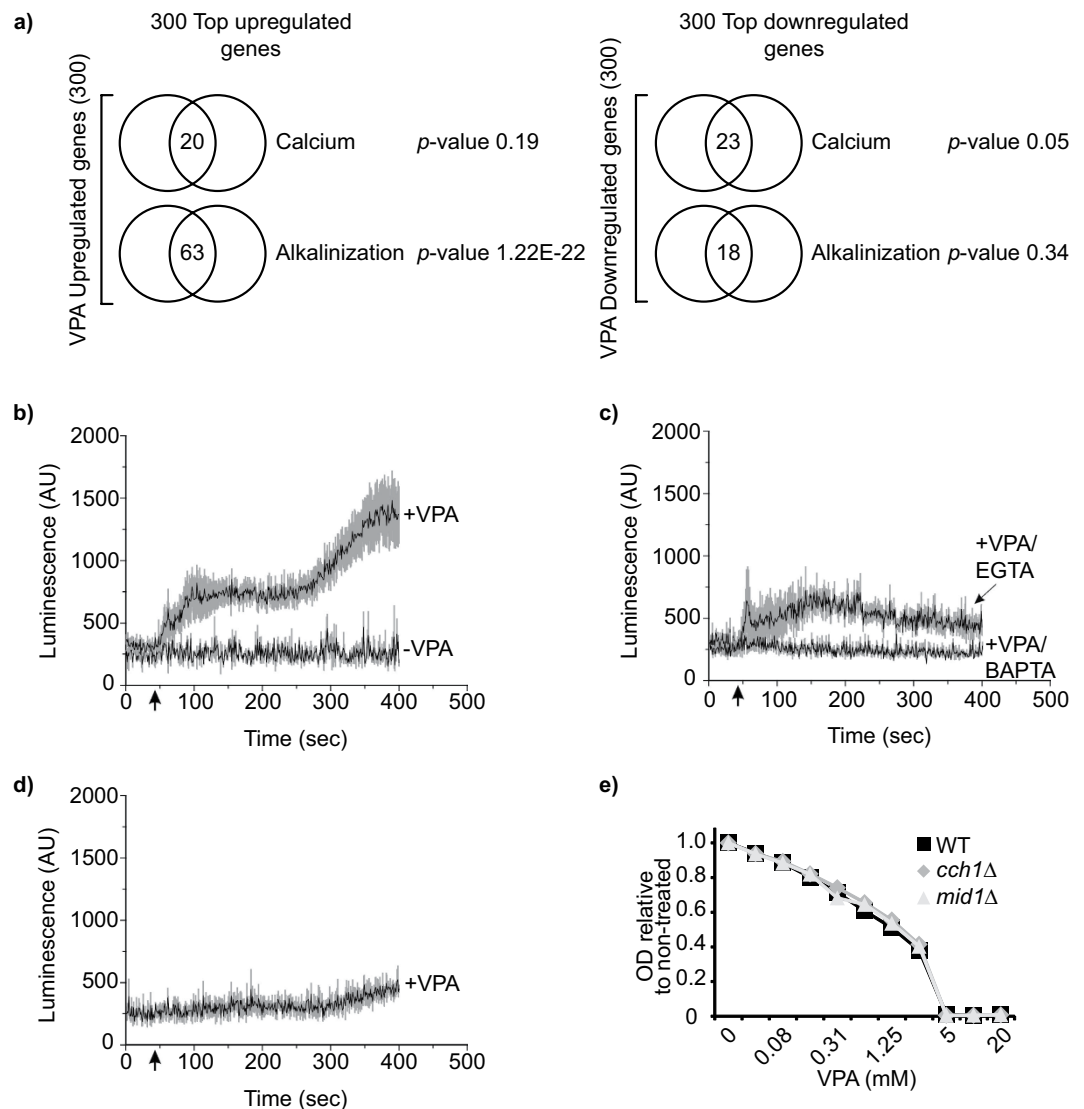 a)
300 Top upregulated
genes
VPA Upregulated genes (300)
20 Calcium p-value 0.19
63 Alkalinization p-value 1.22E-22
300 Top downregulated
genes
VPA Downregulated genes (300)
23 Calcium p-value 0.05
18 Alkalinization p-value 0.34
b)
Luminescence (AU)
2000
1500
1000
500
0
+VPA
-VPA
0 100 200 300 400 500
Time (sec)
c)
Luminescence (AU)
2000
1500
1000
500
0
+VPA/
EGTA
+VPA/
BAPTA
0 100 200 300 400 500
Time (sec)
d)
Luminescence (AU)
2000
1500
1000
500
0
+VPA
0 100 200 300 400 500
Time (sec)
e)
OD relative
to non-treated
1.0
0.8
0.6
0.4
0.2
0
WT
cch1Δ
mid1Δ
0 0.08 0.31 1.25 5 20
VPA (mM)